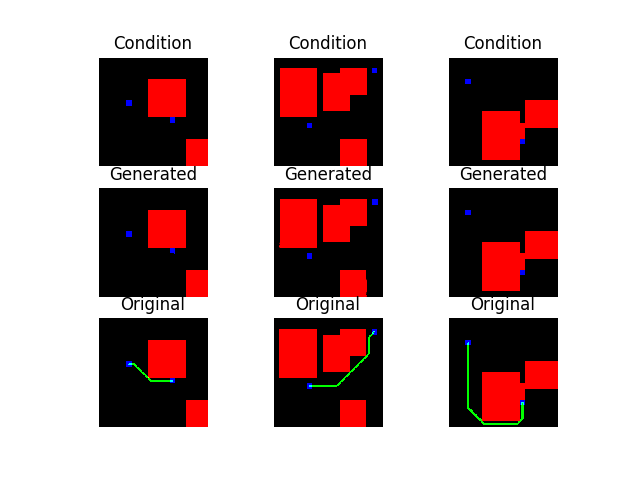 Condition
Condition
Condition
Generated
Generated
Generated
Original
Original
Original